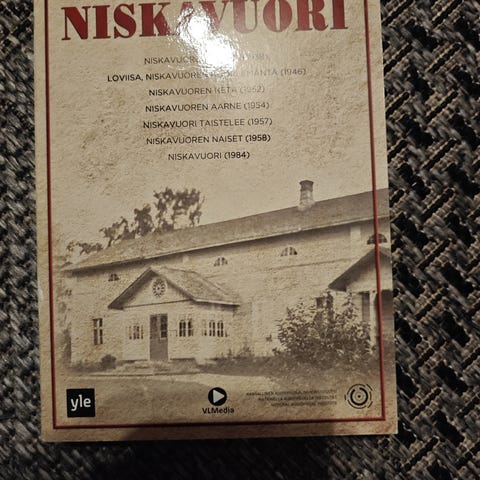 NISKAVUORI
LOVIISA, NISKAVUOREN (1946)
NISKAVUOREN HETA (1952)
NISKAVUOREN AARNE (1954)
NISKAVUORI TAISTELEE (1957)
NISKAVUOREN NAISET (1958)
NISKAVUORI (1984)
yle
VLMedia